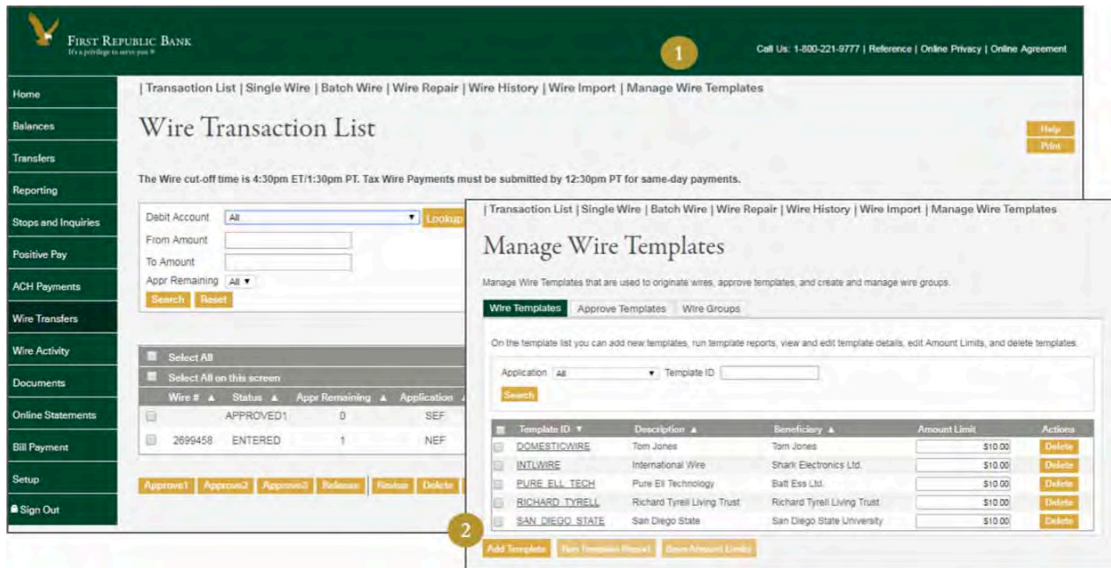 FIRST REPUBLIC BANK
It's a privilege to serve you ®
1
Call Us: 1-800-221-9777 | Reference | Online Privacy | Online Agreement
Home
Balances
Transfers
Reporting
Stops and Inquiries
Positive Pay
ACH Payments
Wire Transfers
Wire Activity
Documents
Online Statements
Bill Payment
Setup
Sign Out
| Transaction List | Single Wire | Batch Wire | Wire Repair | Wire History | Wire Import | Manage Wire Templates
Wire Transaction List
Help
Print
The Wire cut-off time is 4:30pm ET/1:30pm PT. Tax Wire Payments must be submitted by 12:30pm PT for same-day payments.
Debit Account All Lookup
From Amount
To Amount
Appr Remaining All
Search Reset
Select All
Select All on this screen
Wire # Status Appr Remaining Application
APPROVED1 0 SEF
2699458 ENTERED 1 NEF
Approve1 Approve2 Approve3 Release Review Delete
| Transaction List | Single Wire | Batch Wire | Wire Repair | Wire History | Wire Import | Manage Wire Templates
Manage Wire Templates
Manage Wire Templates that are used to originate wires, approve templates, and create and manage wire groups.
Wire Templates Approve Templates Wire Groups
On the template list you can add new templates, run template reports, view and edit template details, edit Amount Limits, and delete templates.
Application All Template ID
Search
Template ID Description Beneficiary Amount Limit Actions
DOMESTICWIRE Tom Jones Tom Jones $10.00 Delete
INTLWIRE International Wire Shark Electronics Ltd. $10.00 Delete
PURE ELL TECH Pure Ell Technology Batt Ess Ltd. $10.00 Delete
RICHARD TYRELL Richard Tyrell Living Trust Richard Tyrell Living Trust $10.00 Delete
SAN DIEGO STATE San Diego State San Diego State University $10.00 Delete
2
Add Template Run Template Report Save Amount Limits